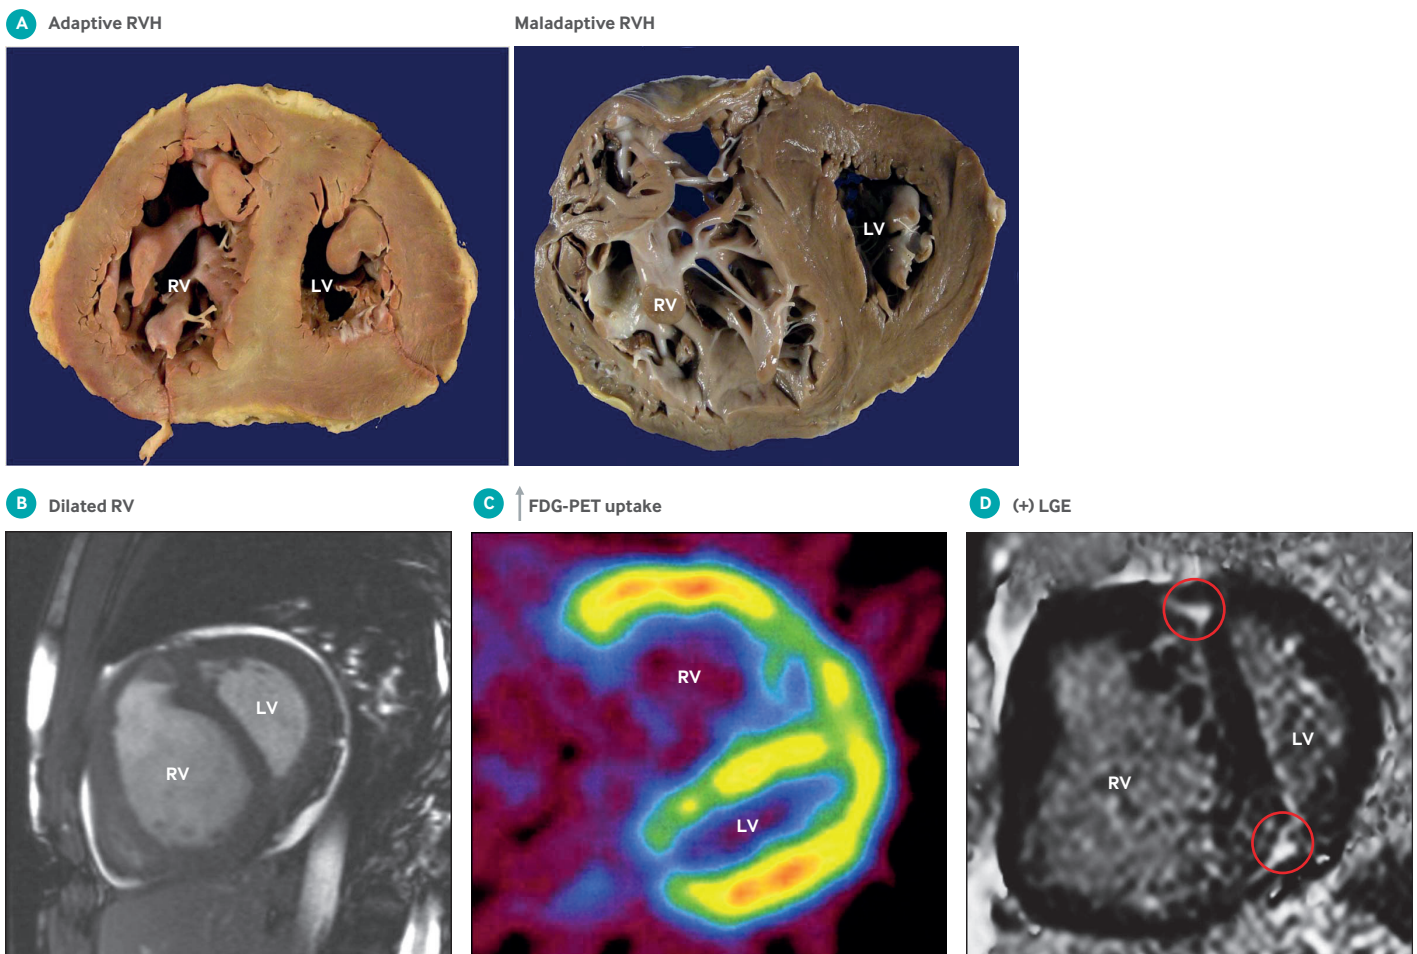 A Adaptive RVH
Maladaptive RVH
RV
LV
RV
LV
B Dilated RV
C ↑ FDG-PET uptake
D (+) LGE
RV
LV
RV
LV
RV
LV